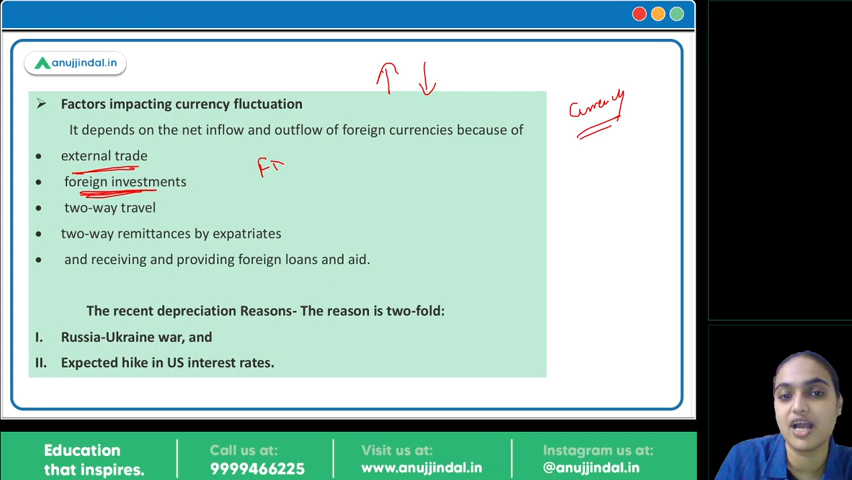 anujjindal.in
➢ Factors impacting currency fluctuation
It depends on the net inflow and outflow of foreign currencies because of
• external trade
• foreign investments
• two-way travel
• two-way remittances by expatriates
• and receiving and providing foreign loans and aid.
The recent depreciation Reasons- The reason is two-fold:
I. Russia-Ukraine war, and
II. Expected hike in US interest rates.
Currency
Education
that inspires.
Call us at:
9999466225
Visit us at:
www.anujjindal.in
Instagram us at:
@anujjindal.in